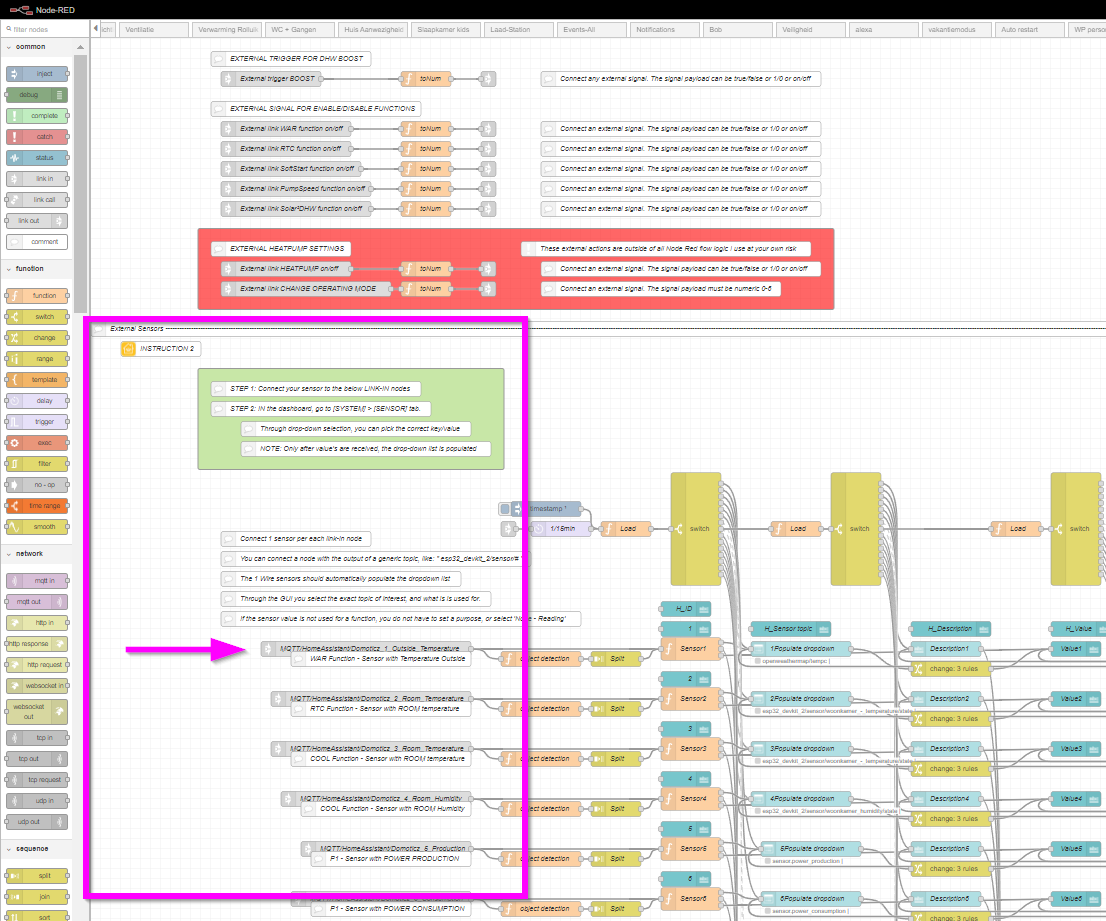 Node-RED
filter nodes
Ventilatie
Verwarming Rolluik
WC + Gangen
Huis Aanwezigheid
Slaapkamer kids
Laad-Station
Events-All
Notifications
Bob
Veiligheid
alexa
vakantiemodus
Auto restart
WP perso
common
inject
debug
complete
catch
status
link in
link call
link out
comment
function
function
switch
change
range
template
delay
trigger
exec
filter
no - op
time range
smooth
network
mqtt in
mqtt out
http in
http response
http request
websocket in
websocket
out
tcp in
tcp out
tcp request
udp in
udp out
sequence
split
join
sort
EXTERNAL TRIGGER FOR DHW BOOST
External trigger BOOST
toNum
Connect any external signal. The signal payload can be true/false or 1/0 or on/off
EXTERNAL SIGNAL FOR ENABLE/DISABLE FUNCTIONS
External link WAR function on/off
toNum
Connect an external signal. The signal payload can be true/false or 1/0 or on/off
External link RTC function on/off
toNum
Connect an external signal. The signal payload can be true/false or 1/0 or on/off
External link SoftStart function on/off
toNum
Connect an external signal. The signal payload can be true/false or 1/0 or on/off
External link PumpSpeed function on/off
toNum
Connect an external signal. The signal payload can be true/false or 1/0 or on/off
External link Solar²DHW function on/off
toNum
Connect an external signal. The signal payload can be true/false or 1/0 or on/off
EXTERNAL HEATPUMP SETTINGS
These external actions are outside of all Node Red flow logic ! use at your own risk
External link HEATPUMP on/off
toNum
Connect an external signal. The signal payload can be true/false or 1/0 or on/off
External link CHANGE OPERATING MODE
toNum
Connect an external signal. The signal payload must be numeric 0-6
External Sensors
INSTRUCTION 2
STEP 1: Connect your sensor to the below LINK-IN nodes
STEP 2: IN the dashboard, go to [SYSTEM] > [SENSOR] tab.
Through drop-down selection, you can pick the correct key/value
NOTE: Only after value's are received, the drop-down list is populated
timestamp ¹
1/15min
Load
switch
Load
switch
Load
switch
Connect 1 sensor per each link-in node
You can connect a node with the output of a generic topic, like: " esp32_devkit_2/sensor/# "
The 1 Wire sensors should automatically populate the dropdown list
Through the GUI you select the exact topic of interest, and what is is used for.
If the sensor value is not used for a function, you do not have to set a purpose, or select 'None - Reading'
H_ID
1
H_Sensor topic
H_Description
H_Value
MQTT/HomeAssistant/Domoticz_1_Outside_Temperature
WAR Function - Sensor with Temperature Outside
object detection
Split
Sensor1
1Populate dropdown
openweathermap/tempc
Description1
change: 3 rules
Value1
2
MQTT/HomeAssistant/Domoticz_2_Room_Temperature
RTC Function - Sensor with ROOM temperature
object detection
Split
Sensor2
2Populate dropdown
esp32_devkit_2/sensor/woonkamer_-_temperature/state
Description2
change: 3 rules
Value2
3
MQTT/HomeAssistant/Domoticz_3_Room_Temperature
COOL Function - Sensor with ROOM temperature
object detection
Split
Sensor3
3Populate dropdown
esp32_devkit_2/sensor/woonkamer_-_temperature/state
Description3
change: 3 rules
Value3
4
MQTT/HomeAssistant/Domoticz_4_Room_Humidity
COOL Function - Sensor with ROOM Humidity
object detection
Split
Sensor4
4Populate dropdown
esp32_devkit_2/sensor/woonkamer_humidity/state
Description4
change: 3 rules
Value4
5
MQTT/HomeAssistant/Domoticz_5_Production
P1 - Sensor with POWER PRODUCTION
object detection
Split
Sensor5
5Populate dropdown
sensor.power_production
Description5
change: 3 rules
Value5
6
P1 - Sensor with POWER CONSUMPTION
object detection
Split
Sensor6
6Populate dropdown
sensor.power_consumption
Description6
change: 3 rules
Value6